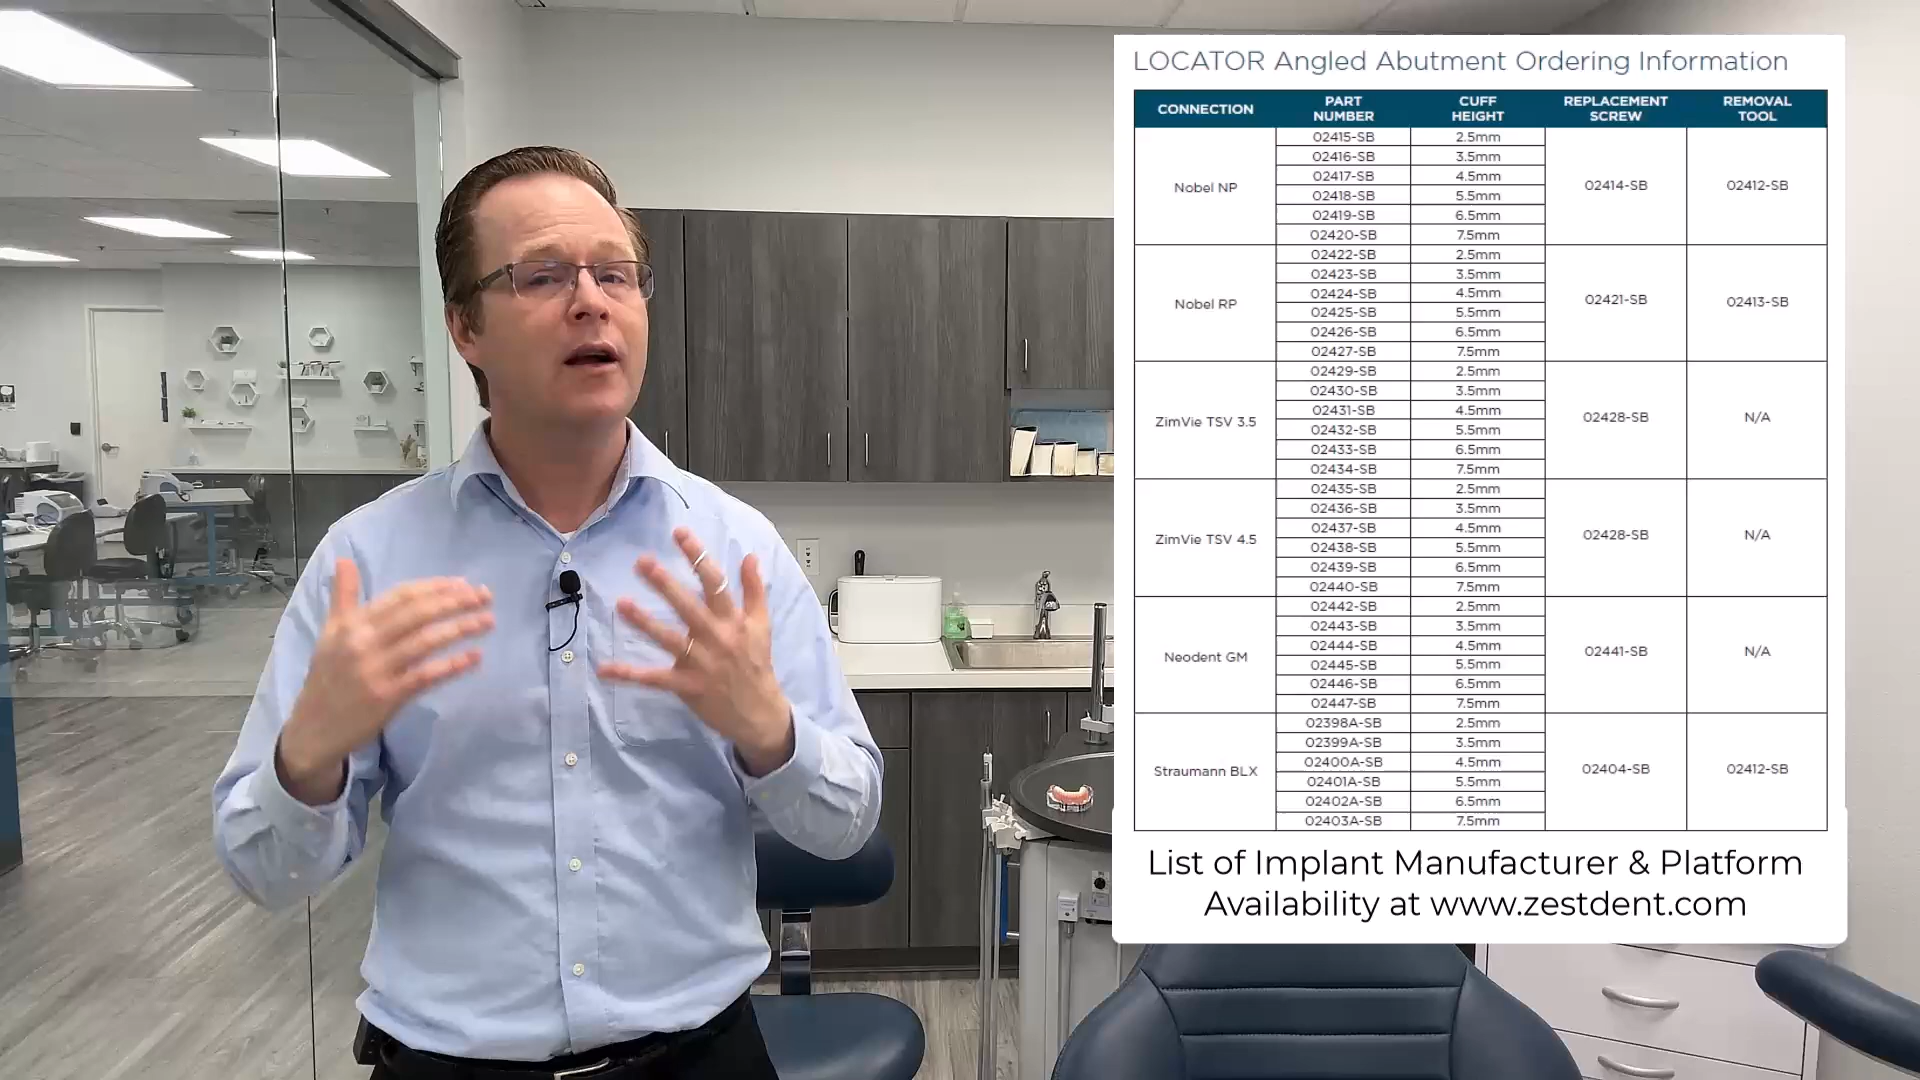 LOCATOR Angled Abutment Ordering Information
CONNECTION PART NUMBER CUFF HEIGHT REPLACEMENT SCREW REMOVAL TOOL
Nobel NP 02414-SB 02412-SB
02415-SB 2.5mm
02416-SB 3.5mm
02417-SB 4.5mm
02418-SB 5.5mm
02419-SB 6.5mm
02420-SB 7.5mm
Nobel RP 02421-SB 02413-SB
02422-SB 2.5mm
02423-SB 3.5mm
02424-SB 4.5mm
02425-SB 5.5mm
02426-SB 6.5mm
02427-SB 7.5mm
ZimVie TSV 3.5 02428-SB N/A
02429-SB 2.5mm
02430-SB 3.5mm
02431-SB 4.5mm
02432-SB 5.5mm
02433-SB 6.5mm
02434-SB 7.5mm
ZimVie TSV 4.5 02428-SB N/A
02435-SB 2.5mm
02436-SB 3.5mm
02437-SB 4.5mm
02438-SB 5.5mm
02439-SB 6.5mm
02440-SB 7.5mm
Neodent GM 02441-SB N/A
02442-SB 2.5mm
02443-SB 3.5mm
02444-SB 4.5mm
02445-SB 5.5mm
02446-SB 6.5mm
02447-SB 7.5mm
Straumann BLX 02404-SB 02412-SB
02398A-SB 2.5mm
02399A-SB 3.5mm
02400A-SB 4.5mm
02401A-SB 5.5mm
02402A-SB 6.5mm
02403A-SB 7.5mm
List of Implant Manufacturer & Platform
Availability at www.zestdent.com